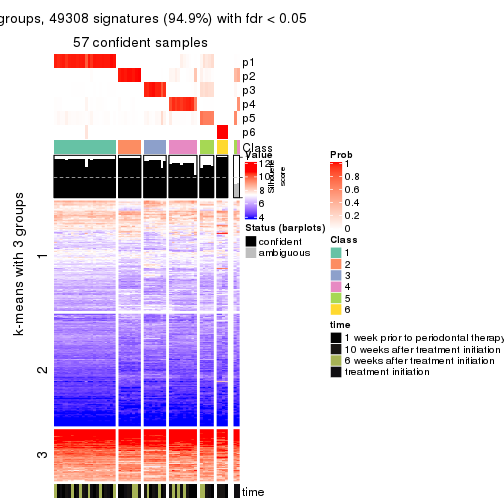 groups, 49308 signatures (94.9%) with fdr < 0.05
57 confident samples
p1
p2
p3
p4
p5
p6
Class
Silhouette
score
k-means with 3 groups
1
2
3
time
Value
12
10
8
6
4
Status (barplots)
confident
ambiguous
Prob
1
0.8
0.6
0.4
0.2
0
Class
1
2
3
4
5
6
time
1 week prior to periodontal therapy
10 weeks after treatment initiation
6 weeks after treatment initiation
treatment initiation